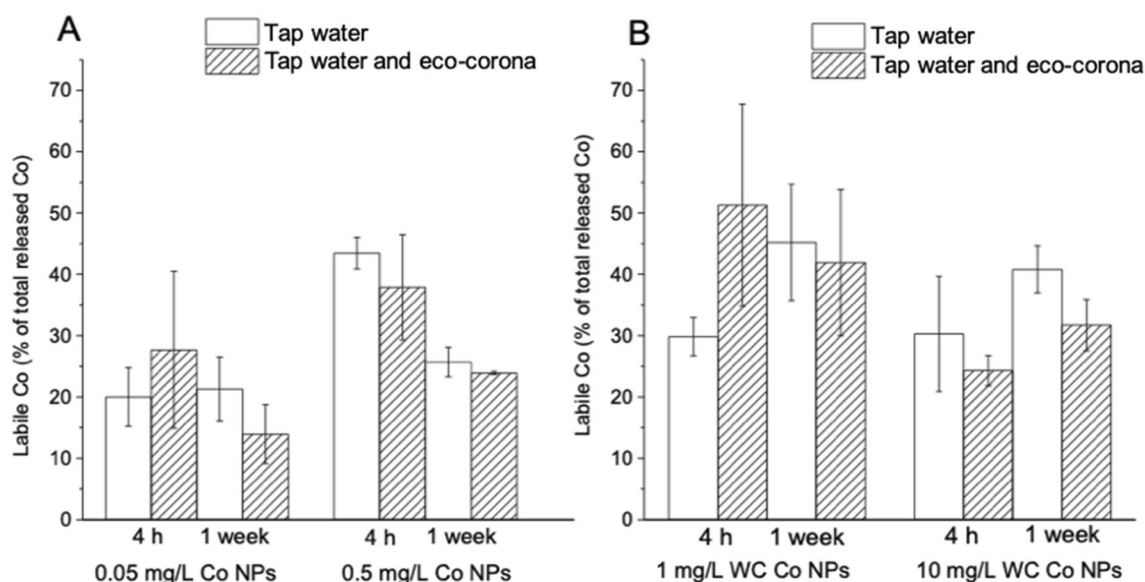 A
Tap water
Tap water and eco-corona
Labile Co (% of total released Co)
70
60
50
40
30
20
10
0
4 h 1 week 4 h 1 week
0.05 mg/L Co NPs 0.5 mg/L Co NPs
B
Tap water
Tap water and eco-corona
Labile Co (% of total released Co)
70
60
50
40
30
20
10
0
4 h 1 week 4 h 1 week
1 mg/L WC Co NPs 10 mg/L WC Co NPs